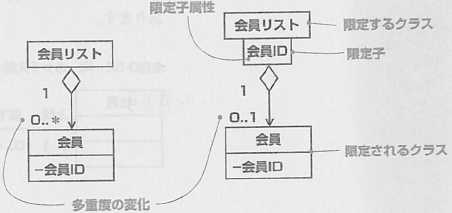 限定子属性
会員リスト
会員リスト
限定するクラス
会員ID
限定子
1
1
0..*
0..1
会員
会員
-会員ID
-会員ID
限定されるクラス
多重度の変化